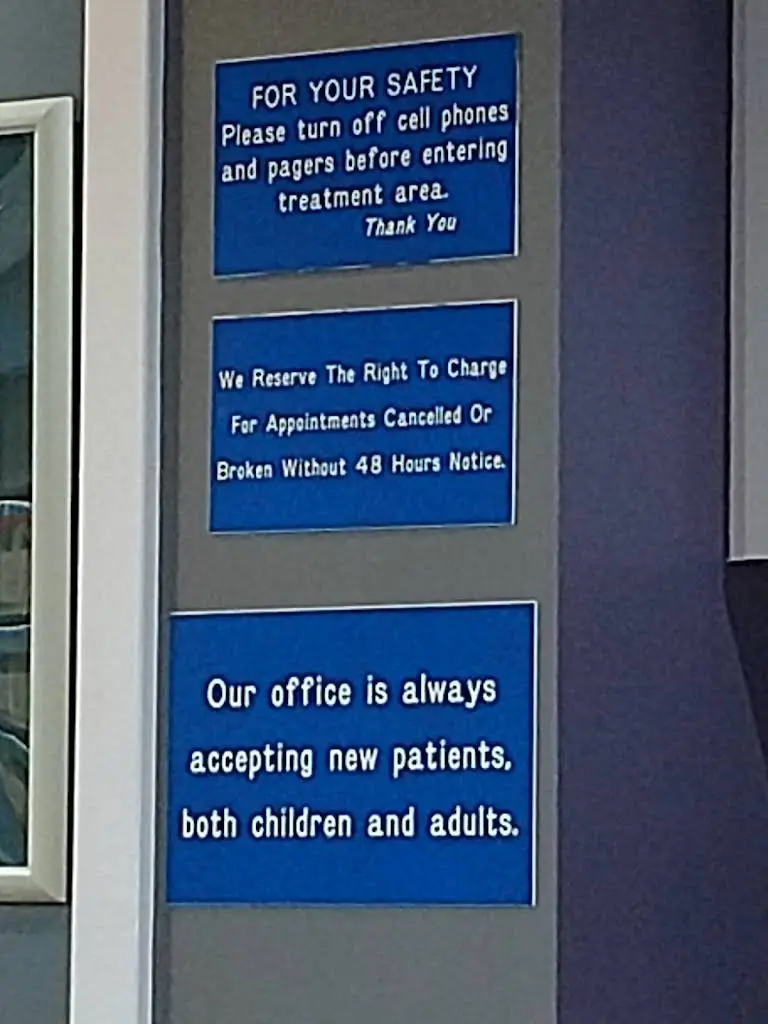 FOR YOUR SAFETY
Please turn off cell phones
and pagers before entering
treatment area.
Thank You
We Reserve The Right To Charge
For Appointments Cancelled Or
Broken Without 48 Hours Notice.
Our office is always
accepting new patients,
both children and adults.